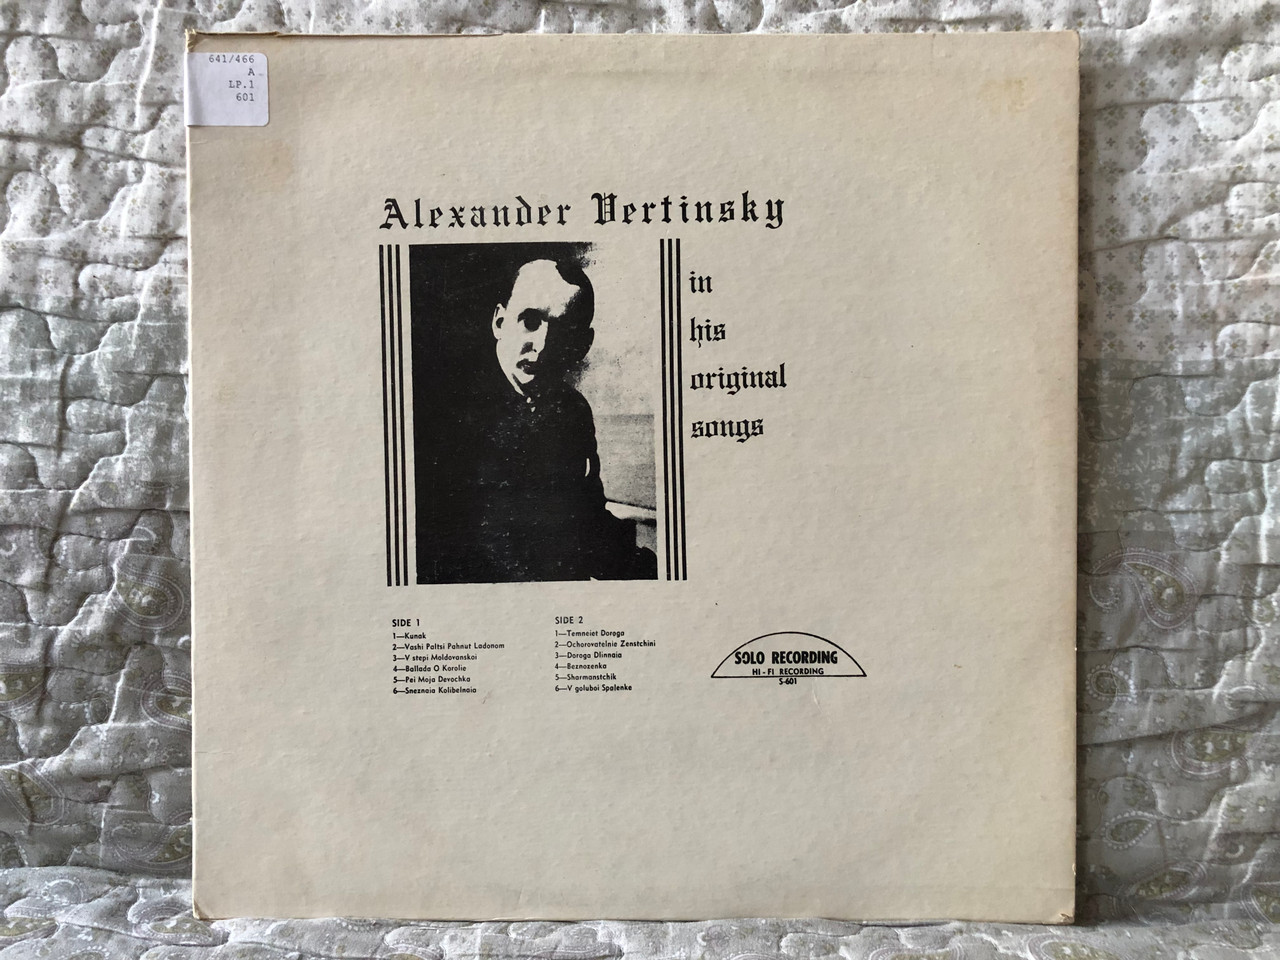 641/466
A
LP.1
601
Alexander Vertinsky
in
his
original
songs
SIDE 1
1—Kunak
2—Vashi Paltsi Pahnut Ladonom
3—V stepi Moldovanskoi
4—Ballada O Korolie
5—Pei Moja Devochka
6—Sneznaia Kolibelnaia
SIDE 2
1—Temneiet Doroga
2—Ochorovatelnie Zenstchini
3—Doroga Dlinnaia
4—Beznozenka
5—Sharmanstchik
6—V goluboi Spalenke
SOLO RECORDING
HI-FI RECORDING
S-601